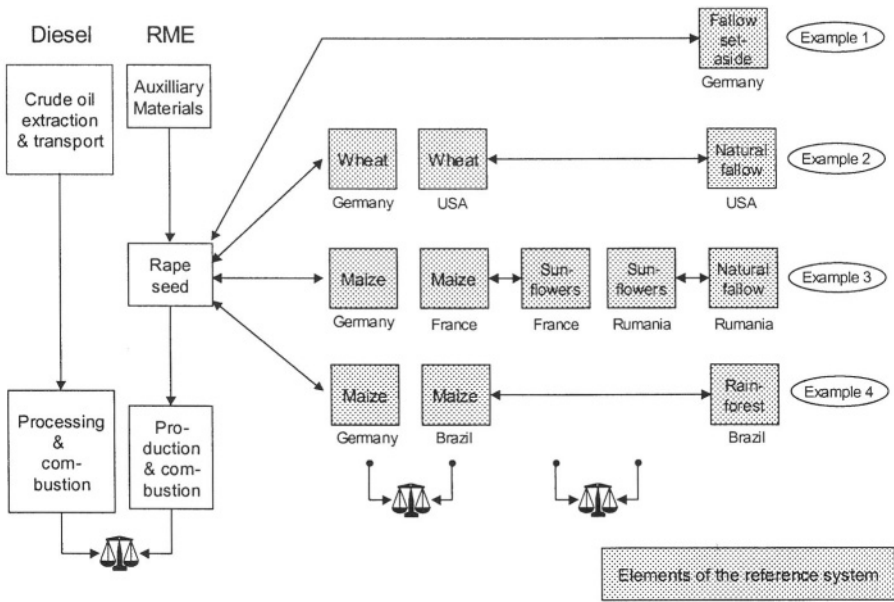 Diesel
RME
Crude oil
extraction
& transport
Auxilliary
Materials
Rape
seed
Processing
&
com-
bustion
Pro-
duction
& com-
bustion
Fallow
set-
aside
Germany
Example 1
Wheat
Germany
Wheat
USA
Natural
fallow
USA
Example 2
Maize
Germany
Maize
France
Sun-
flowers
France
Sun-
flowers
Rumania
Natural
fallow
Rumania
Example 3
Maize
Germany
Maize
Brazil
Rain-
forest
Brazil
Example 4
Elements of the reference system